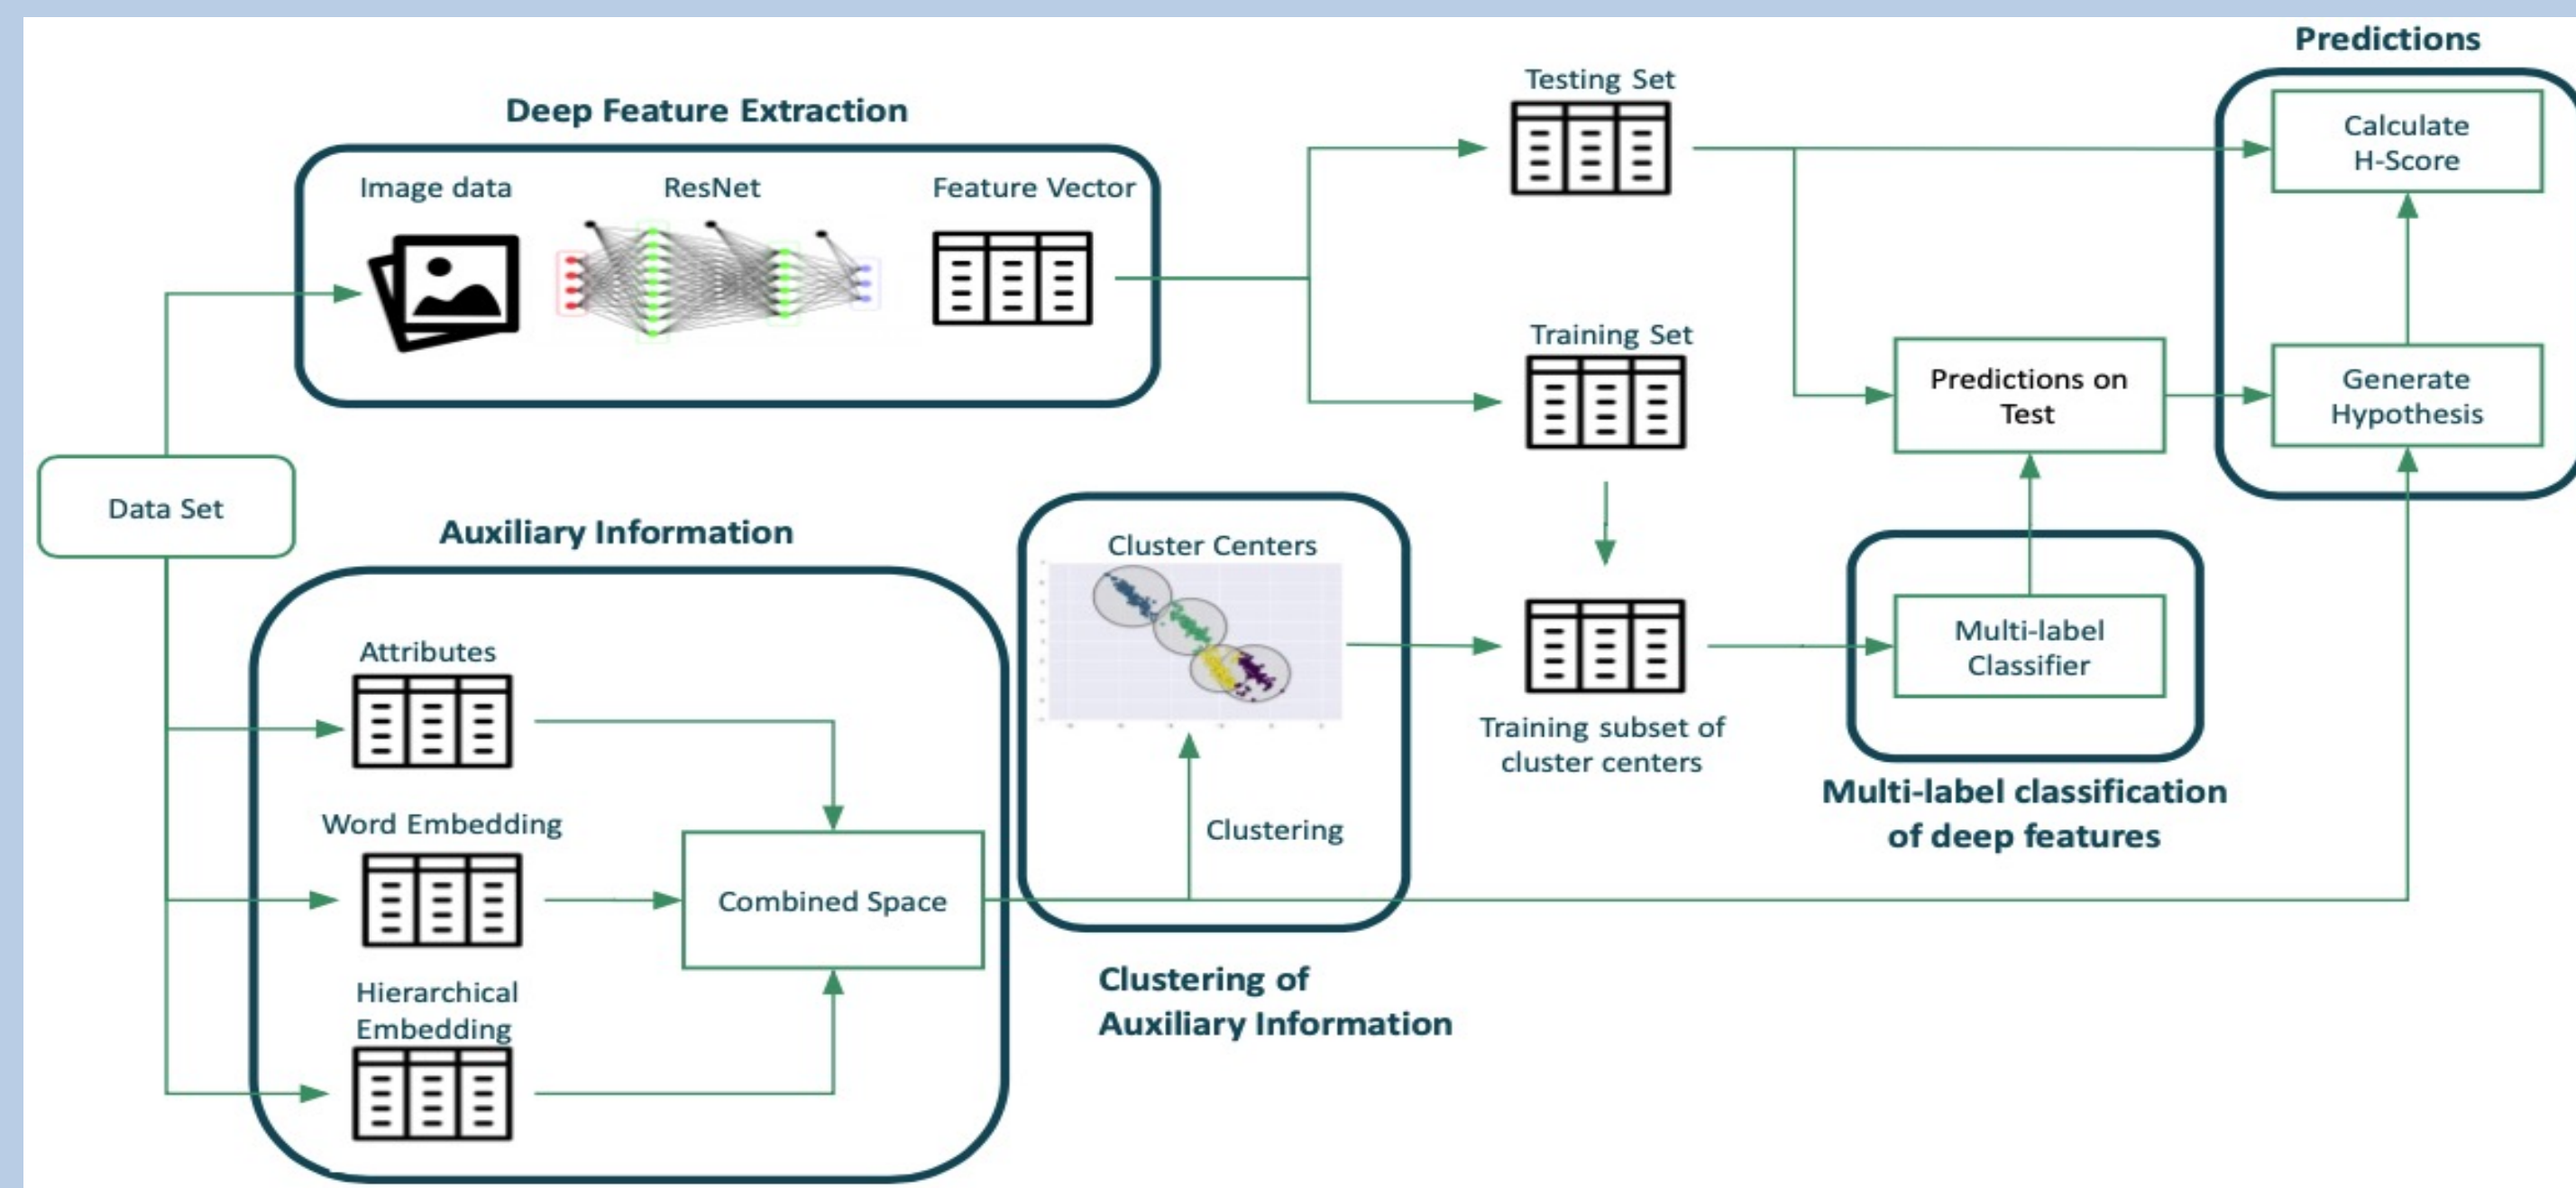 Predictions
Testing Set
Calculate
H-Score
Deep Feature Extraction
Image data
ResNet
Feature Vector
Training Set
Predictions on
Test
Generate
Hypothesis
Data Set
Auxiliary Information
Cluster Centers
Attributes
Multi-label
Classifier
Training subset of
cluster centers
Multi-label classification
of deep features
Word Embedding
Clustering
Combined Space
Hierarchical
Embedding
Clustering of
Auxiliary Information